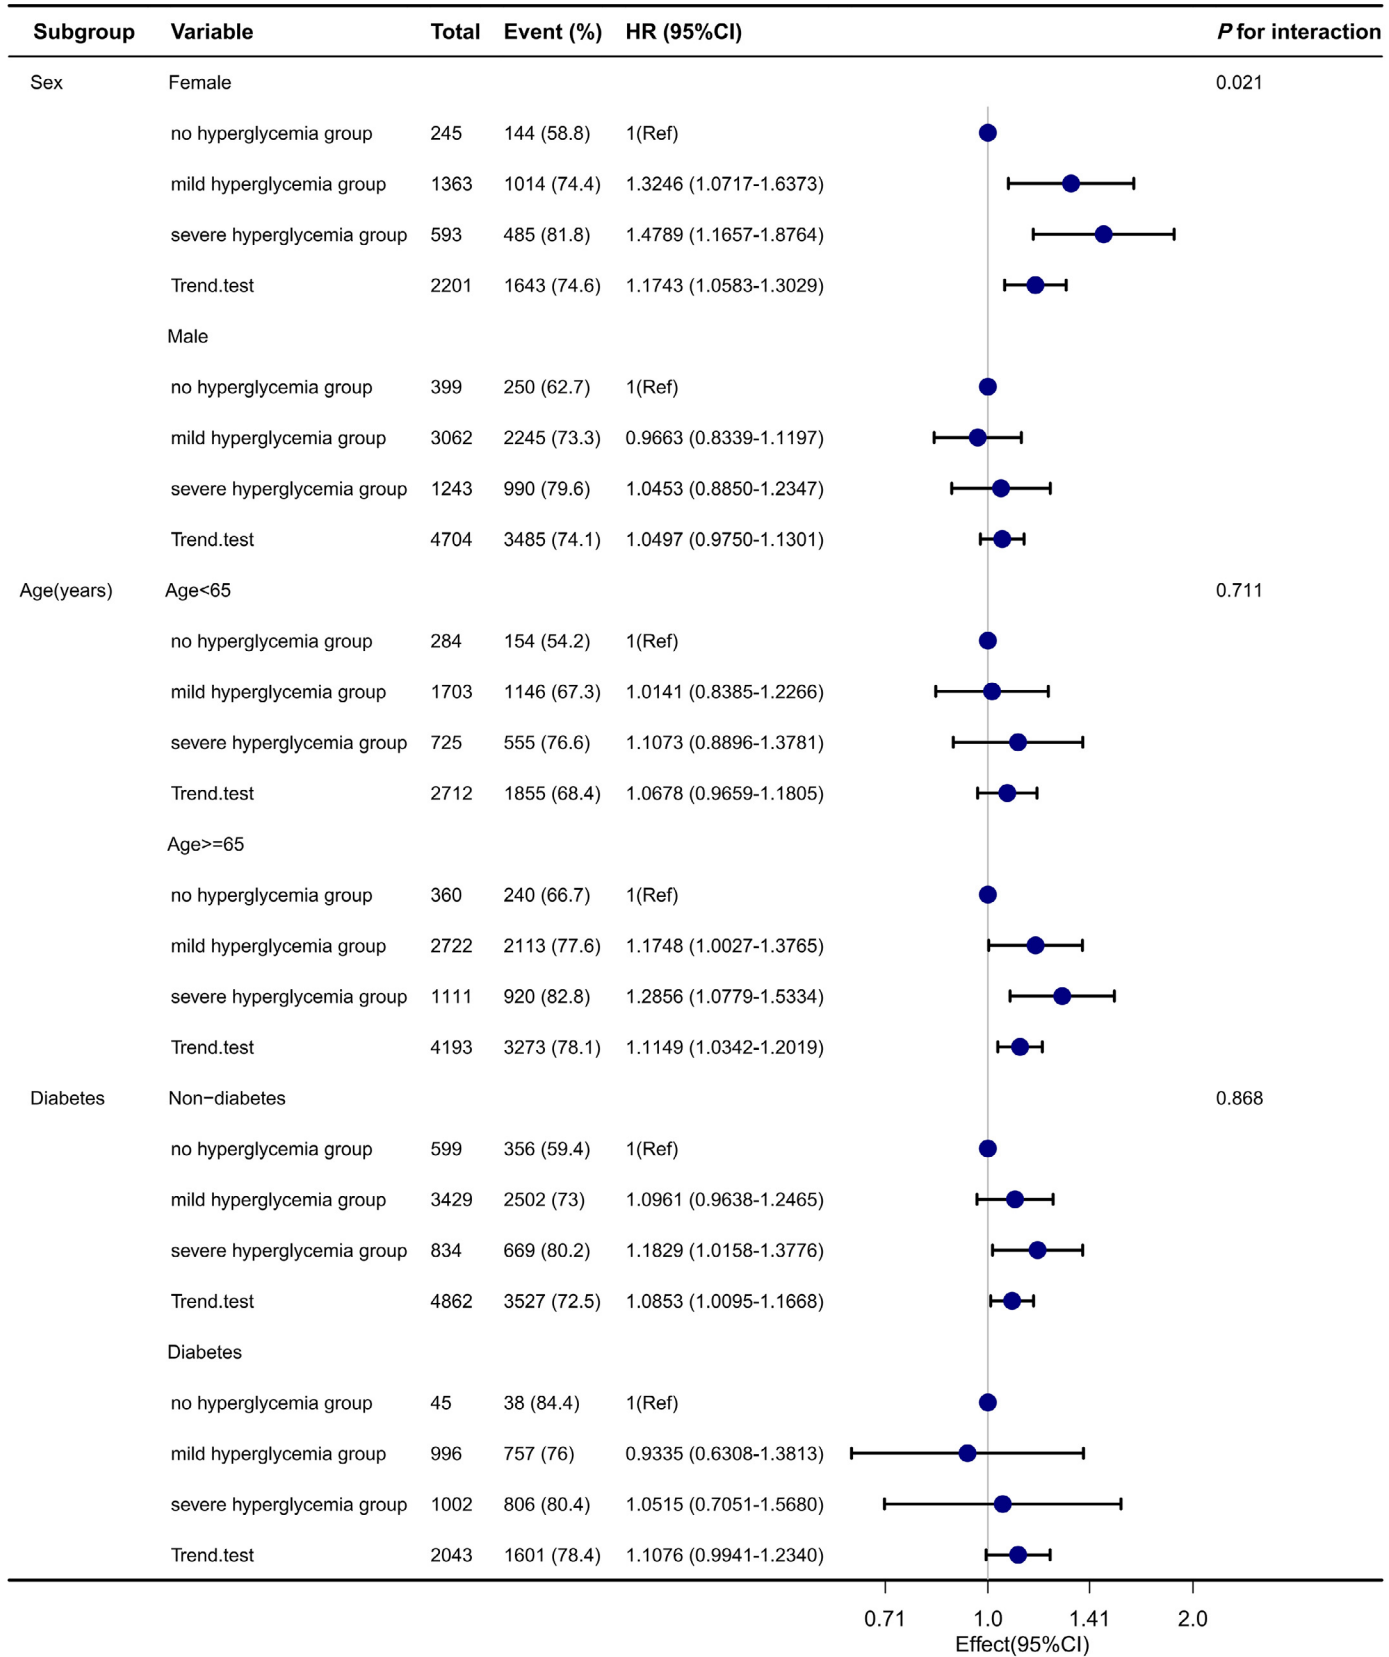 Subgroup Variable Total Event (%) HR (95%CI) P for interaction
Sex Female 0.021
no hyperglycemia group 245 144 (58.8) 1(Ref)
mild hyperglycemia group 1363 1014 (74.4) 1.3246 (1.0717-1.6373)
severe hyperglycemia group 593 485 (81.8) 1.4789 (1.1657-1.8764)
Trend.test 2201 1643 (74.6) 1.1743 (1.0583-1.3029)
Male
no hyperglycemia group 399 250 (62.7) 1(Ref)
mild hyperglycemia group 3062 2245 (73.3) 0.9663 (0.8339-1.1197)
severe hyperglycemia group 1243 990 (79.6) 1.0453 (0.8850-1.2347)
Trend.test 4704 3485 (74.1) 1.0497 (0.9750-1.1301)
Age(years) Age<65 0.711
no hyperglycemia group 284 154 (54.2) 1(Ref)
mild hyperglycemia group 1703 1146 (67.3) 1.0141 (0.8385-1.2266)
severe hyperglycemia group 725 555 (76.6) 1.1073 (0.8896-1.3781)
Trend.test 2712 1855 (68.4) 1.0678 (0.9659-1.1805)
Age>=65
no hyperglycemia group 360 240 (66.7) 1(Ref)
mild hyperglycemia group 2722 2113 (77.6) 1.1748 (1.0027-1.3765)
severe hyperglycemia group 1111 920 (82.8) 1.2856 (1.0779-1.5334)
Trend.test 4193 3273 (78.1) 1.1149 (1.0342-1.2019)
Diabetes Non−diabetes 0.868
no hyperglycemia group 599 356 (59.4) 1(Ref)
mild hyperglycemia group 3429 2502 (73) 1.0961 (0.9638-1.2465)
severe hyperglycemia group 834 669 (80.2) 1.1829 (1.0158-1.3776)
Trend.test 4862 3527 (72.5) 1.0853 (1.0095-1.1668)
Diabetes
no hyperglycemia group 45 38 (84.4) 1(Ref)
mild hyperglycemia group 996 757 (76) 0.9335 (0.6308-1.3813)
severe hyperglycemia group 1002 806 (80.4) 1.0515 (0.7051-1.5680)
Trend.test 2043 1601 (78.4) 1.1076 (0.9941-1.2340)
0.71 1.0 1.41 2.0
Effect(95%CI)